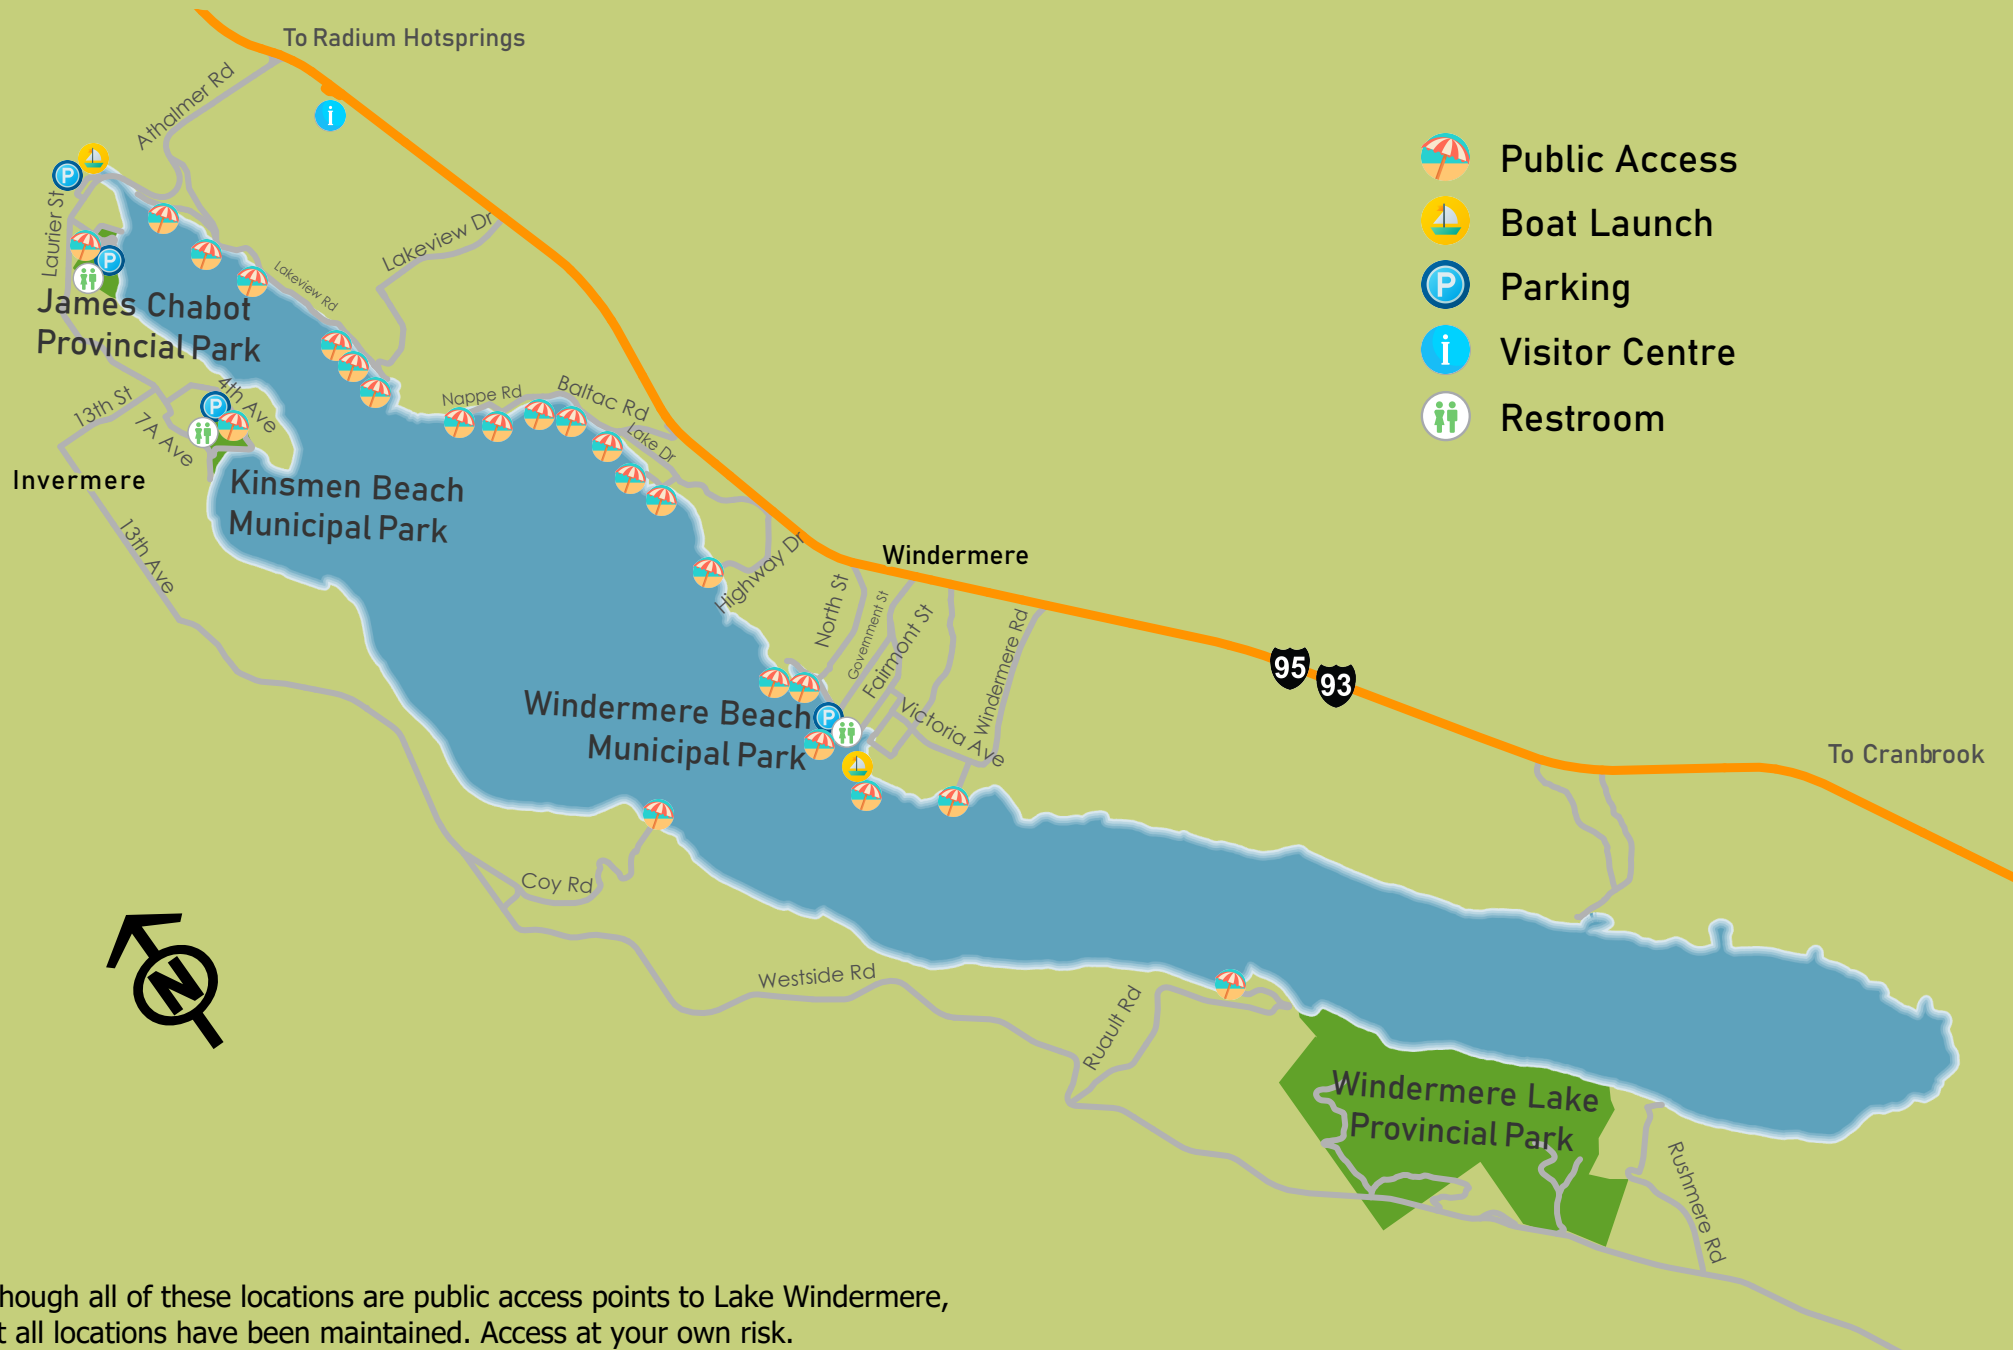 To Radium Hotsprings
Athalmer Rd
Public Access
Boat Launch
Parking
Visitor Centre
Restroom
P
i
P
P
P
Laurier St
Lakeview Dr
Lakeview Rd
James Chabot
Provincial Park
13th St
4th Ave
7A Ave
Nappe Rd
Baltac Rd
Lake Dr
Invermere
Kinsmen Beach
Municipal Park
13th Ave
Highway Dr
Windermere
North St
Government St
Fairmont St
Windermere Rd
Victoria Ave
95
93
Windermere Beach
Municipal Park
To Cranbrook
Coy Rd
N
Westside Rd
Ruault Rd
Windermere Lake
Provincial Park
Rushmere Rd
hough all of these locations are public access points to Lake Windermere,
t all locations have been maintained. Access at your own risk.